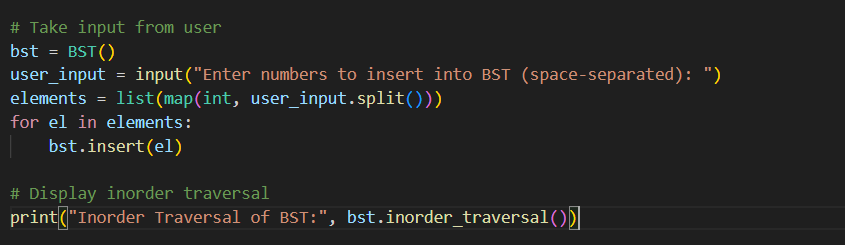 # Take input from user
bst = BST()
user_input = input("Enter numbers to insert into BST (space-separated): ")
elements = list(map(int, user_input.split()))
for el in elements:
    bst.insert(el)
# Display inorder traversal
print("Inorder Traversal of BST:", bst.inorder_traversal())